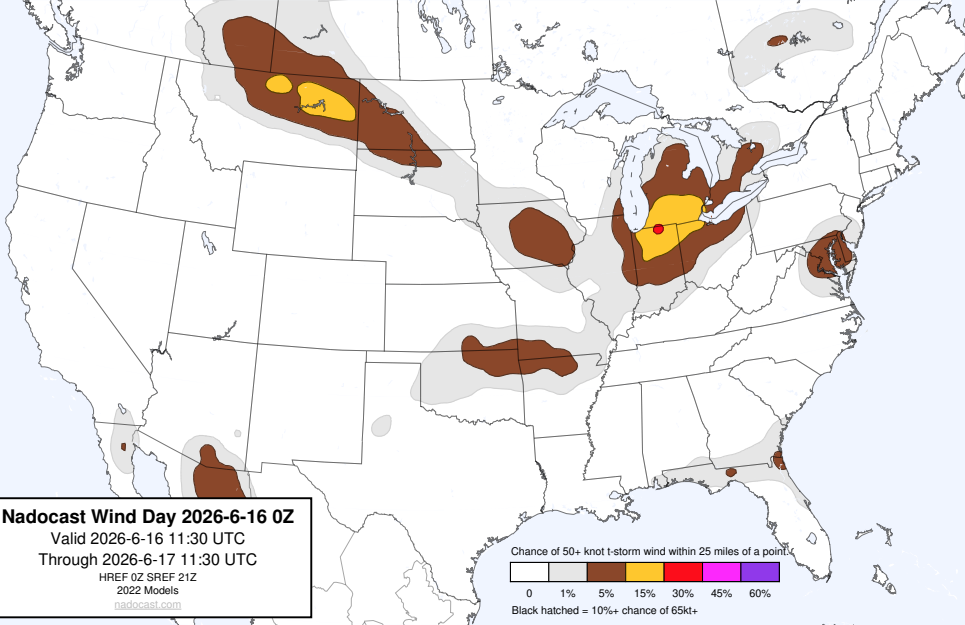 Nadocast Wind Day 2026-6-16 0Z
Valid 2026-6-16 11:30 UTC
Through 2026-6-17 11:30 UTC
HREF 0Z SREF 21Z
2022 Models
nadocast.com
Chance of 50+ knot t-storm wind within 25 miles of a point.
0 1% 5% 15% 30% 45% 60%
Black hatched = 10%+ chance of 65kt+